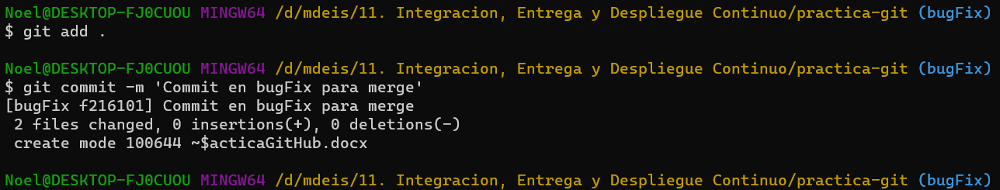 Noel@DESKTOP-FJ0CUOU MINGW64 /d/mdeis/11. Integracion, Entrega y Despliegue Continuo/practica-git (bugFix)
$ git add .
Noel@DESKTOP-FJ0CUOU MINGW64 /d/mdeis/11. Integracion, Entrega y Despliegue Continuo/practica-git (bugFix)
$ git commit -m 'Commit en bugFix para merge'
[bugFix f216101] Commit en bugFix para merge
 2 files changed, 0 insertions(+), 0 deletions(-)
 create mode 100644 ~$acticaGitHub.docx
Noel@DESKTOP-FJ0CUOU MINGW64 /d/mdeis/11. Integracion, Entrega y Despliegue Continuo/practica-git (bugFix)